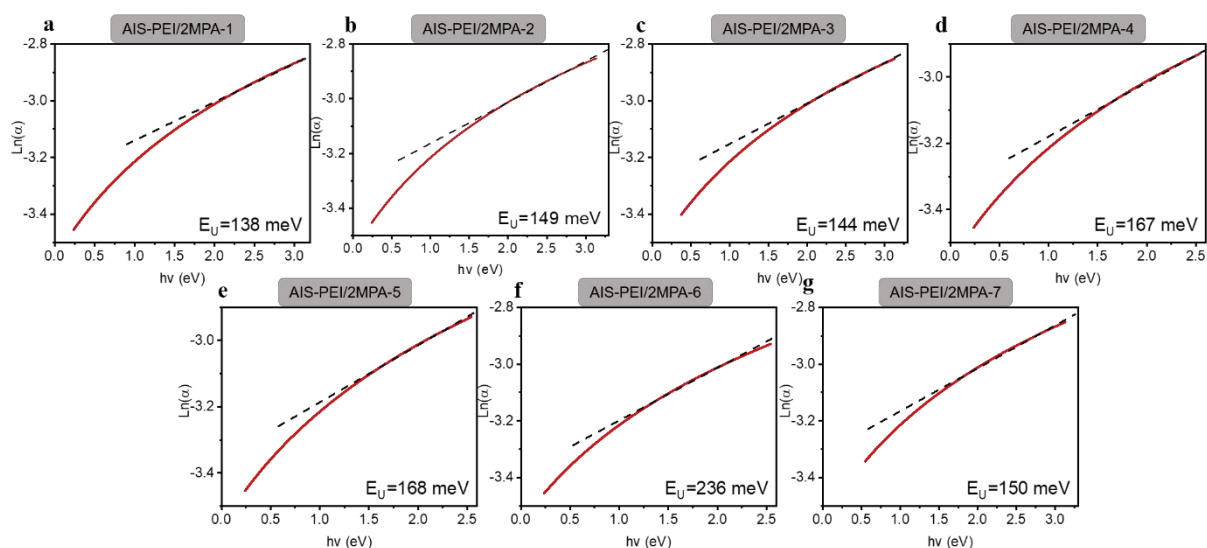 a
AIS-PEI/2MPA-1
-2.8
-3.0
-3.2
-3.4
Ln(α)
E_U=138 meV
0.0 0.5 1.0 1.5 2.0 2.5 3.0
hv (eV)
b
AIS-PEI/2MPA-2
-2.8
-3.0
-3.2
-3.4
Ln(α)
E_U=149 meV
0.0 0.5 1.0 1.5 2.0 2.5 3.0
hv (eV)
c
AIS-PEI/2MPA-3
-2.8
-3.0
-3.2
-3.4
Ln(α)
E_U=144 meV
0.0 0.5 1.0 1.5 2.0 2.5 3.0
hv (eV)
d
AIS-PEI/2MPA-4
-3.0
-3.2
-3.4
Ln(α)
E_U=167 meV
0.0 0.5 1.0 1.5 2.0 2.5
hv (eV)
e
AIS-PEI/2MPA-5
-3.0
-3.2
-3.4
Ln(α)
E_U=168 meV
0.0 0.5 1.0 1.5 2.0 2.5
hv (eV)
f
AIS-PEI/2MPA-6
-2.8
-3.0
-3.2
-3.4
Ln(α)
E_U=236 meV
0.0 0.5 1.0 1.5 2.0 2.5
hv (eV)
g
AIS-PEI/2MPA-7
-2.8
-3.0
-3.2
-3.4
Ln(α)
E_U=150 meV
0.0 0.5 1.0 1.5 2.0 2.5 3.0
hv (eV)